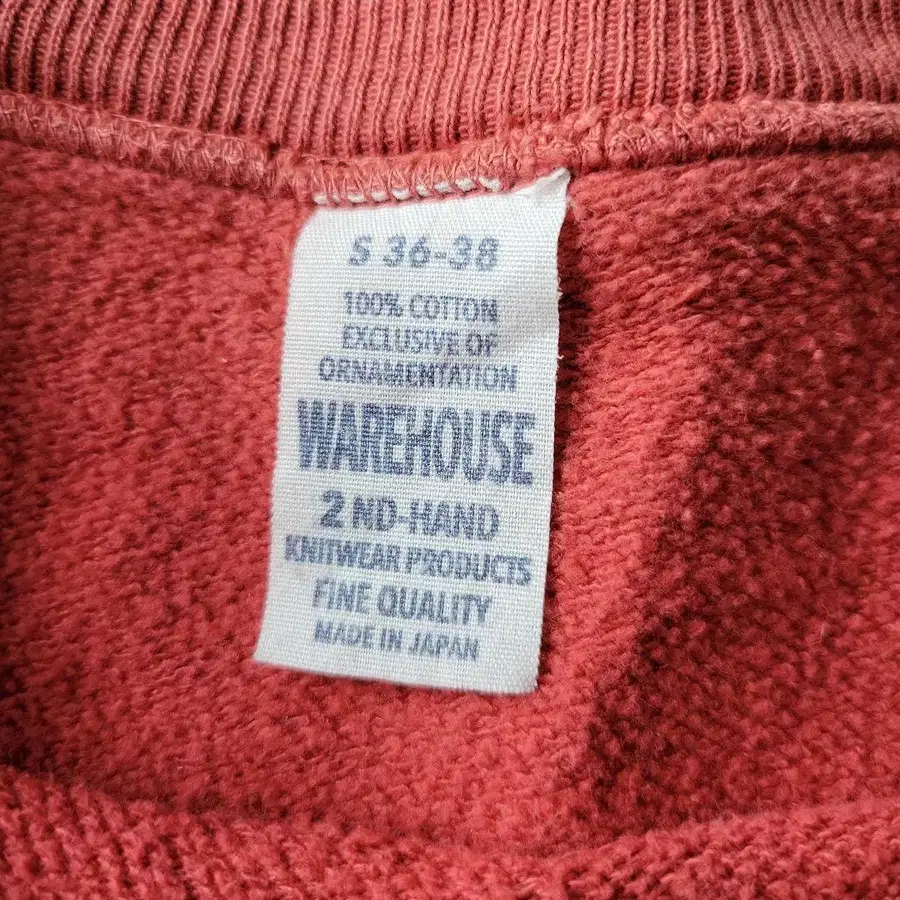 S 36-38
100% COTTON
EXCLUSIVE OF
ORNAMENTATION
WAREHOUSE
2 ND-HAND
KNITWEAR PRODUCTS
FINE QUALITY
MADE IN JAPAN